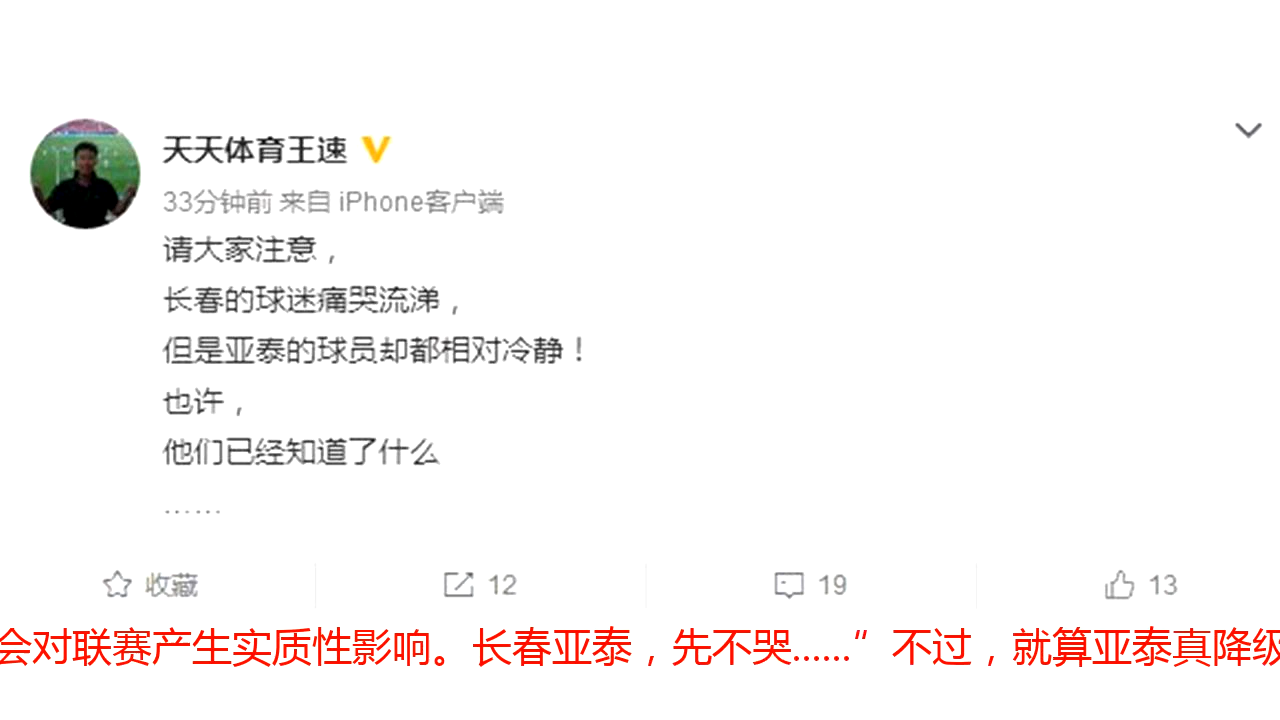 天天体育王速
33分钟前 来自 iPhone客户端
请大家注意，
长春的球迷痛哭流涕，
但是亚泰的球员却都相对冷静！
也许，
他们已经知道了什么
……
收藏 12 19 13
会对联赛产生实质性影响。长春亚泰，先不哭......”不过，就算亚泰真降级